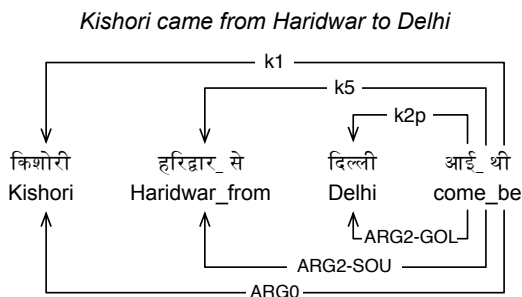 Kishori came from Haridwar to Delhi
k1
k5
k2p
किशोरी हरिद्वार_ से दिल्ली आई_ थी
Kishori Haridwar_from Delhi come_be
ARG2-GOL
ARG2-SOU
ARG0